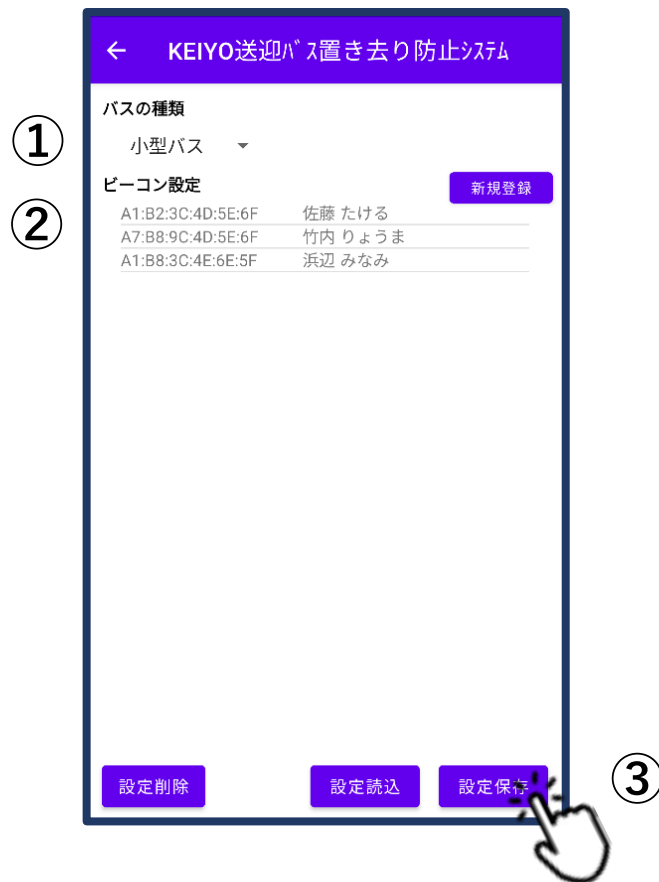 ← KEIYO送迎ﾊﾞｽ置き去り防止ｼｽﾃﾑ
バスの種類
① 小型バス
ビーコン設定 新規登録
② A1:B2:3C:4D:5E:6F 佐藤 たける
A7:B8:9C:4D:5E:6F 竹内 りょうま
A1:B8:3C:4E:6E:5F 浜辺 みなみ
設定削除 設定読込 設定保存 ③